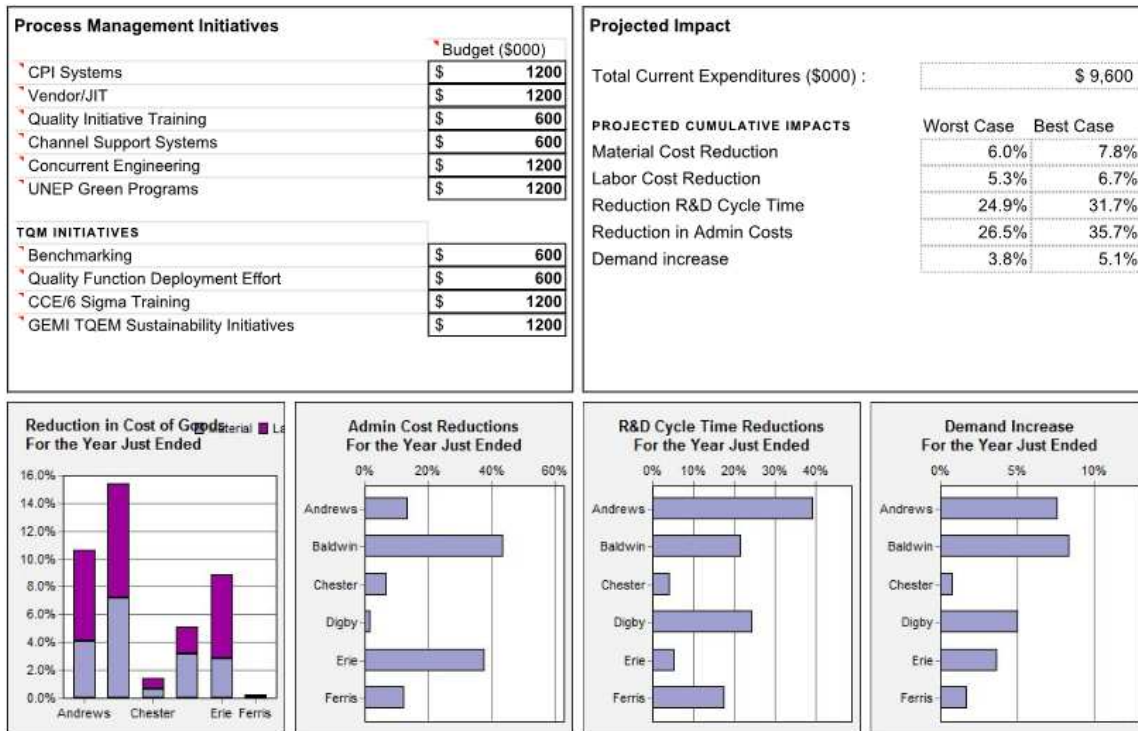 Process Management Initiatives
Budget ($000)
CPI Systems $ 1200
Vendor/JIT $ 1200
Quality Initiative Training $ 600
Channel Support Systems $ 600
Concurrent Engineering $ 1200
UNEP Green Programs $ 1200
TQM INITIATIVES
Benchmarking $ 600
Quality Function Deployment Effort $ 600
CCE/6 Sigma Training $ 1200
GEMI TQEM Sustainability Initiatives $ 1200
Projected Impact
Total Current Expenditures ($000) : $ 9,600
PROJECTED CUMULATIVE IMPACTS Worst Case Best Case
Material Cost Reduction 6.0% 7.8%
Labor Cost Reduction 5.3% 6.7%
Reduction R&D Cycle Time 24.9% 31.7%
Reduction in Admin Costs 26.5% 35.7%
Demand increase 3.8% 5.1%
Reduction in Cost of Goods
For the Year Just Ended
16.0%
14.0%
12.0%
10.0%
8.0%
6.0%
4.0%
2.0%
0.0%
Andrews Chester Erie Ferris
Admin Cost Reductions
For the Year Just Ended
0% 20% 40% 60%
Andrews
Baldwin
Chester
Digby
Erie
Ferris
R&D Cycle Time Reductions
For the Year Just Ended
0% 10% 20% 30% 40%
Andrews
Baldwin
Chester
Digby
Erie
Ferris
Demand Increase
For the Year Just Ended
0% 5% 10%
Andrews
Baldwin
Chester
Digby
Erie
Ferris